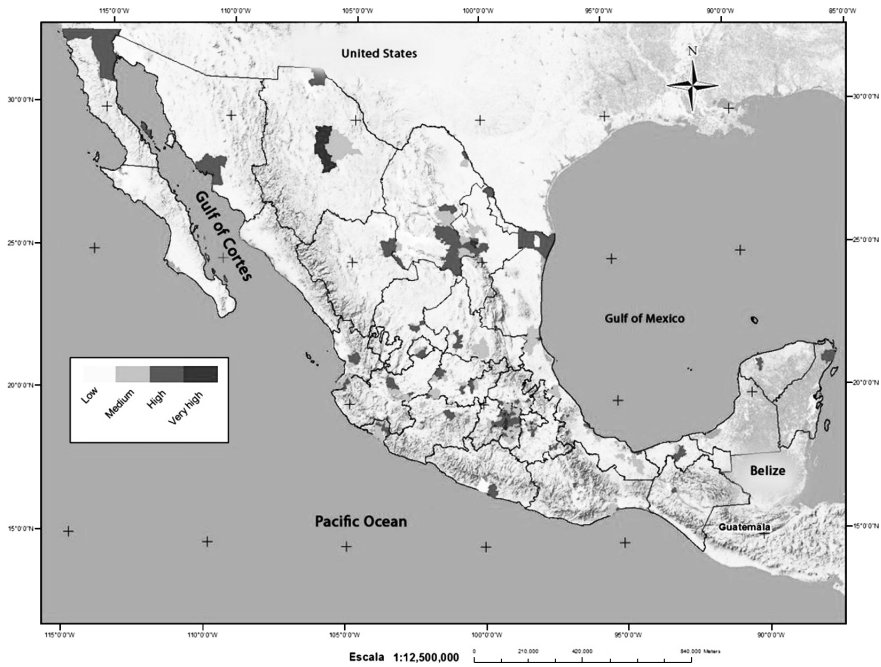 115°0'0"W 110°0'0"W 105°0'0"W 100°0'0"W 95°0'0"W 90°0'0"W 85°0'0"W
United States
N
30°0'0"N 30°0'0"N
Gulf of Cortes
25°0'0"N 25°0'0"N
Gulf of Mexico
Low Medium High Very high
20°0'0"N 20°0'0"N
Belize
Pacific Ocean
Guatemala
15°0'0"N 15°0'0"N
115°0'0"W 110°0'0"W 105°0'0"W 100°0'0"W 95°0'0"W 90°0'0"W
Escala 1:12,500,000 0 210,000 420,000 840,000 Meters